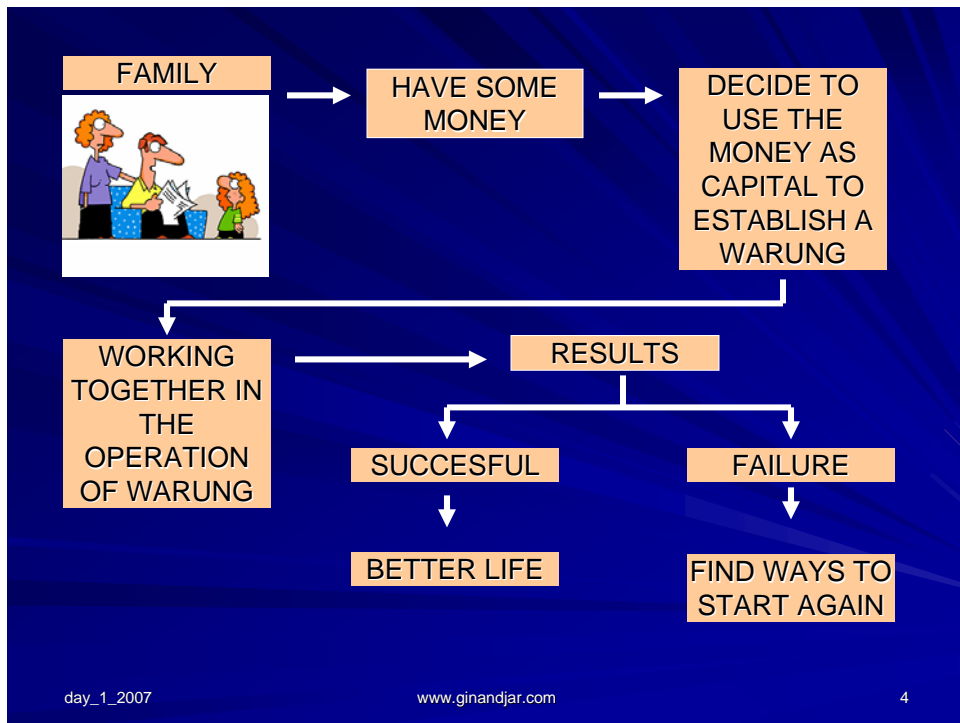 FAMILY
HAVE SOME
MONEY
DECIDE TO
USE THE
MONEY AS
CAPITAL TO
ESTABLISH A
WARUNG
WORKING
TOGETHER IN
THE
OPERATION
OF WARUNG
RESULTS
SUCCESFUL
FAILURE
BETTER LIFE
FIND WAYS TO
START AGAIN
day_1_2007
www.ginandjar.com
4